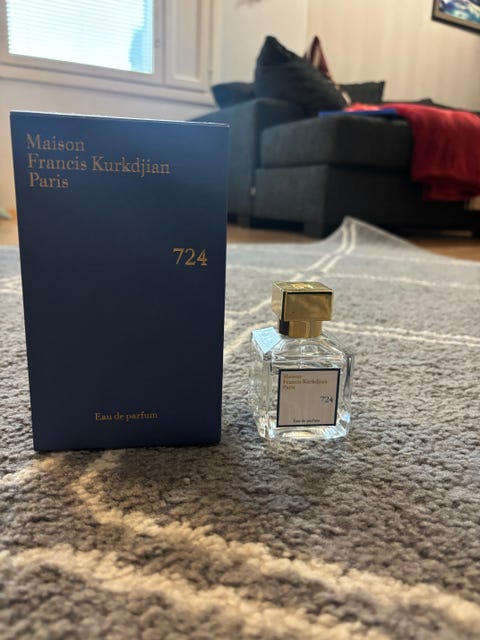 Maison
Francis Kurkdjian
Paris
724
Eau de parfum
Maison
Francis Kurkdjian
Paris
724
Eau de parfum